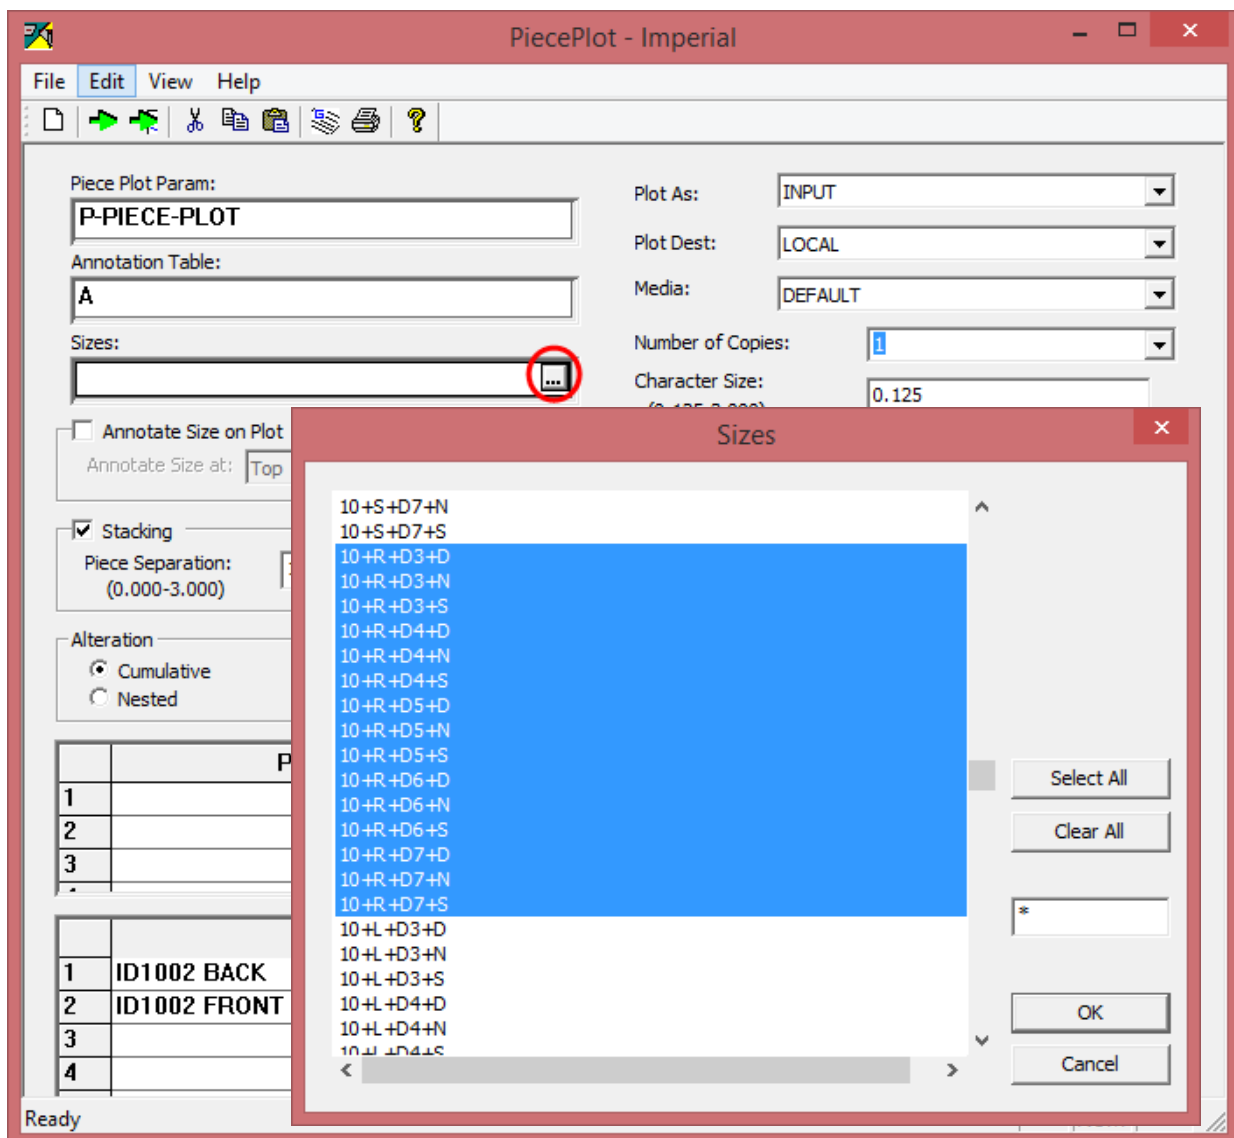 PiecePlot - Imperial
File Edit View Help
Piece Plot Param:
P-PIECE-PLOT
Plot As: INPUT
Plot Dest: LOCAL
Annotation Table:
A
Media: DEFAULT
Sizes:
...
Number of Copies: 1
Character Size: 0.125
Annotate Size on Plot
Annotate Size at: Top
Stacking
Piece Separation:
(0.000-3.000)
Alteration
Cumulative
Nested
P
1
2
3
1 ID1002 BACK
2 ID1002 FRONT
3
4
Ready
Sizes
10+S+D7+N
10+S+D7+S
10+R+D3+D
10+R+D3+N
10+R+D3+S
10+R+D4+D
10+R+D4+N
10+R+D4+S
10+R+D5+D
10+R+D5+N
10+R+D5+S
10+R+D6+D
10+R+D6+N
10+R+D6+S
10+R+D7+D
10+R+D7+N
10+R+D7+S
10+L+D3+D
10+L+D3+N
10+L+D3+S
10+L+D4+D
10+L+D4+N
10+L+D4+S
Select All
Clear All
*
OK
Cancel